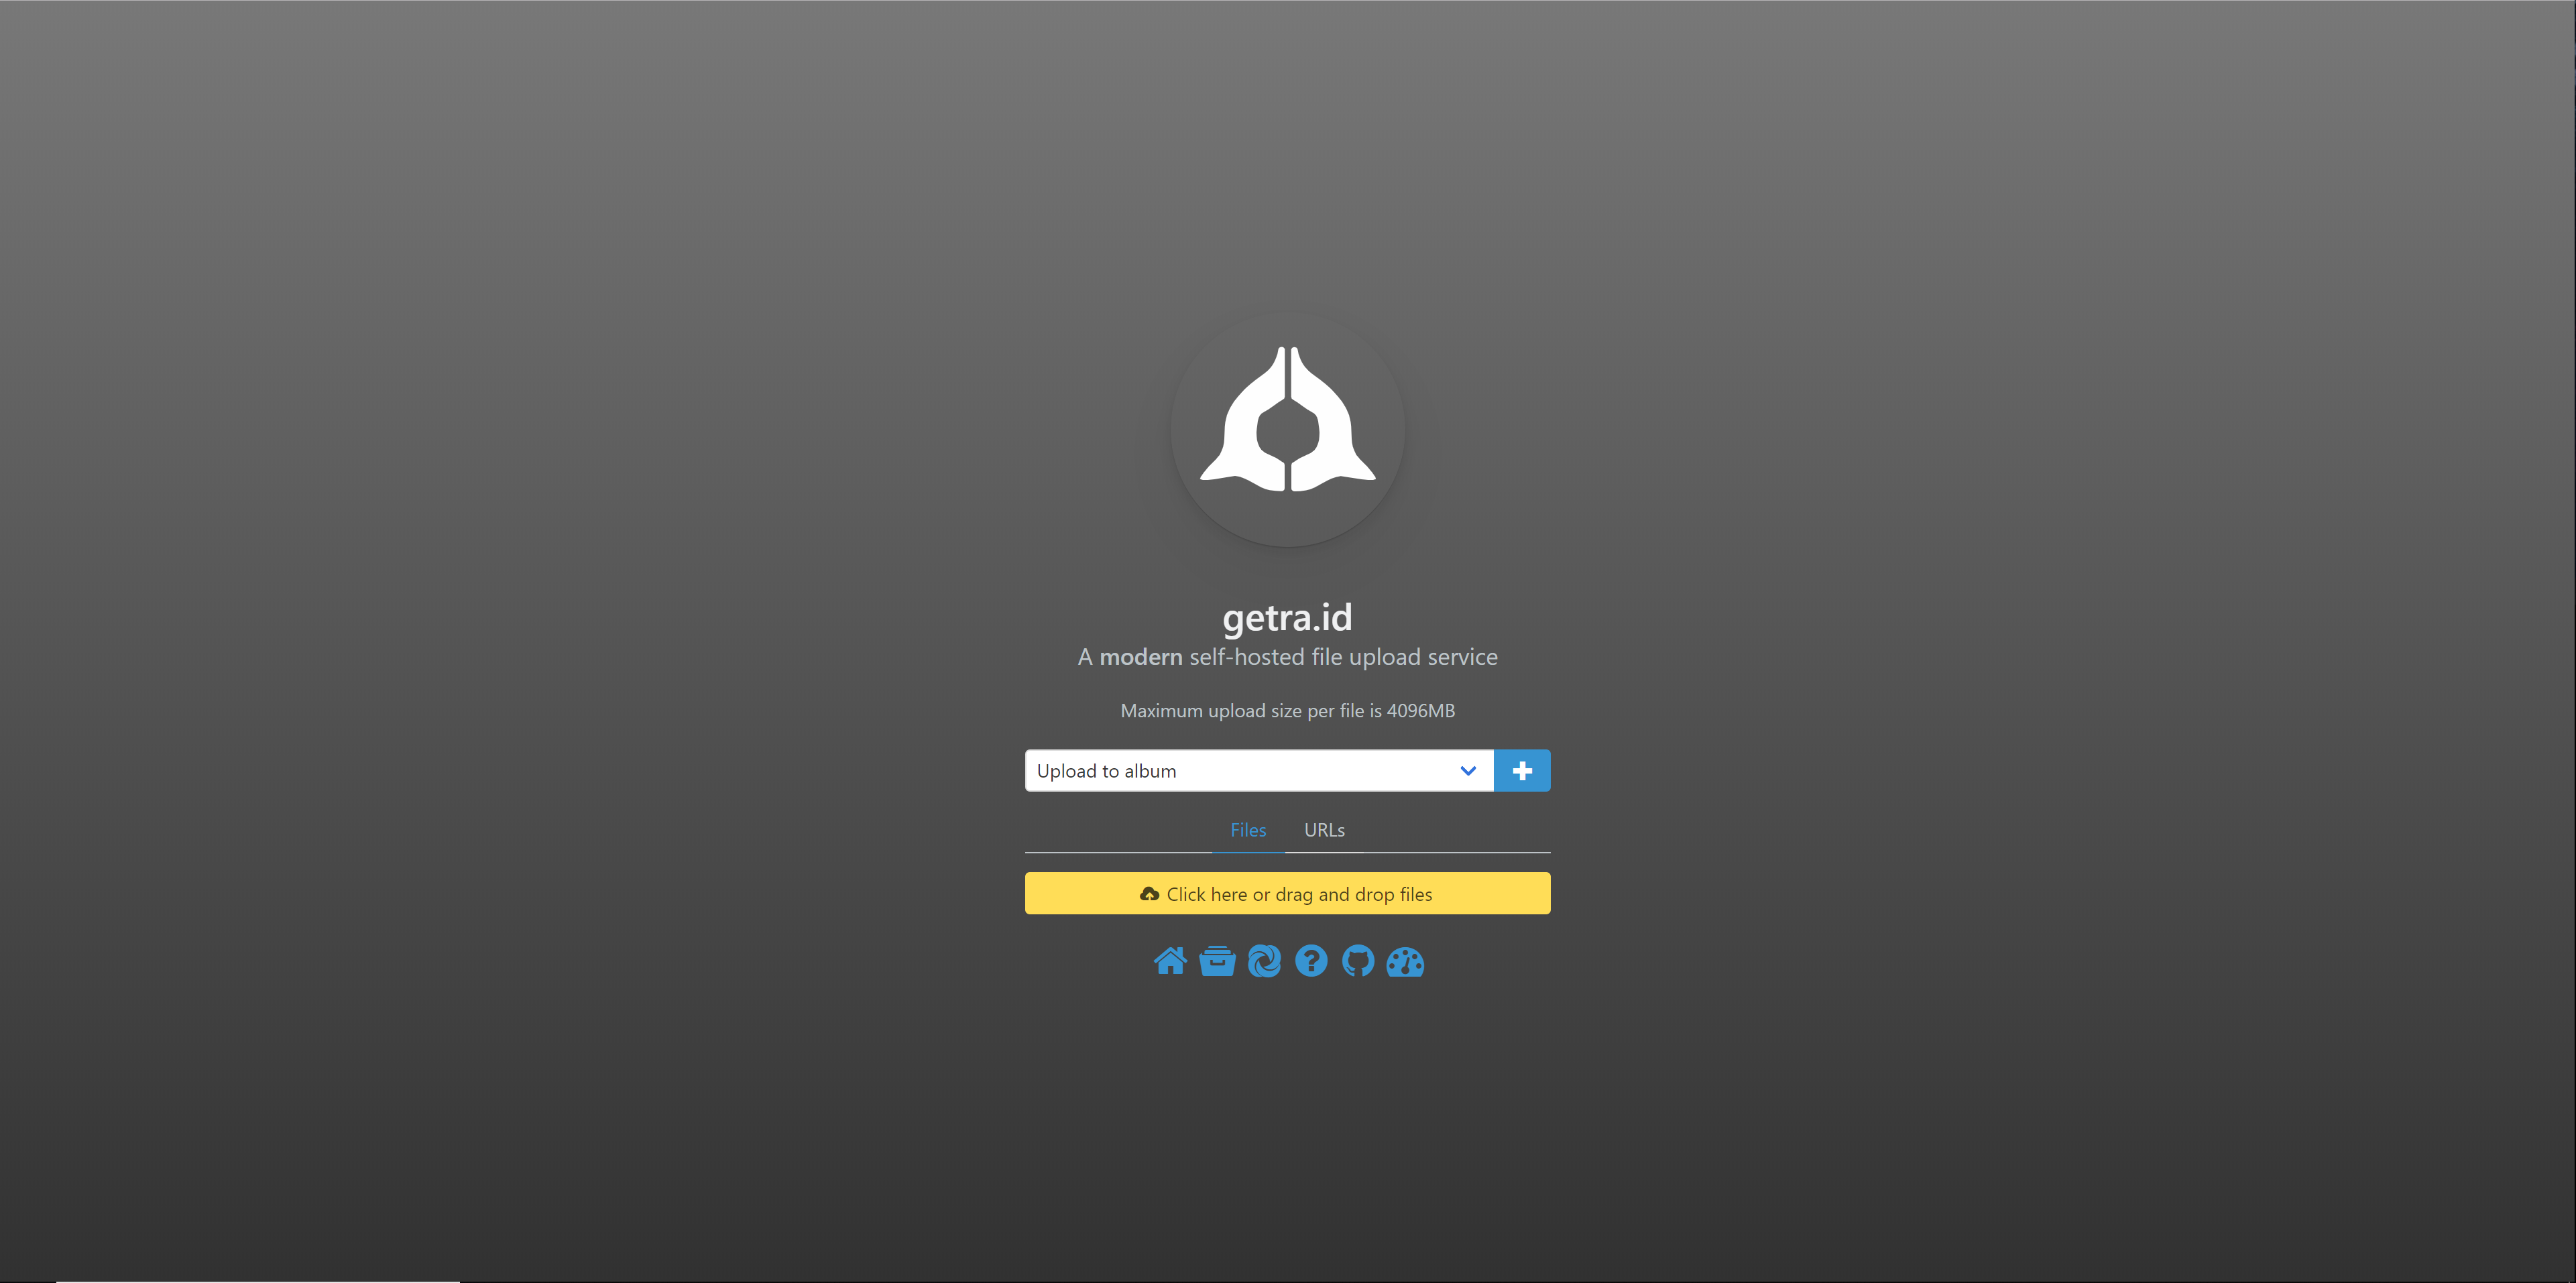 getra.id
A modern self-hosted file upload service
Maximum upload size per file is 4096MB
Upload to album
Files URLs
Click here or drag and drop files